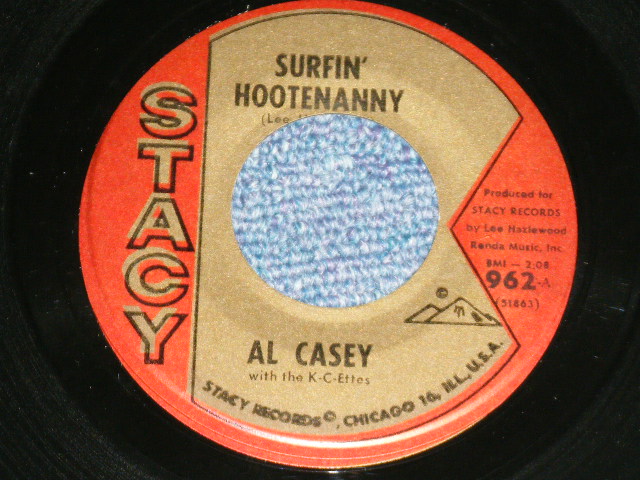 STACY
SURFIN'
HOOTENANNY
(Lee
Produced for
STACY RECORDS
by Lee Hazlewood
Renda Music, Inc.
BMI — 2:08
962-A
(51863)
©
AL CASEY
with the K-C-Ettes
STACY RECORDS©, CHICAGO 16, ILL., U.S.A.